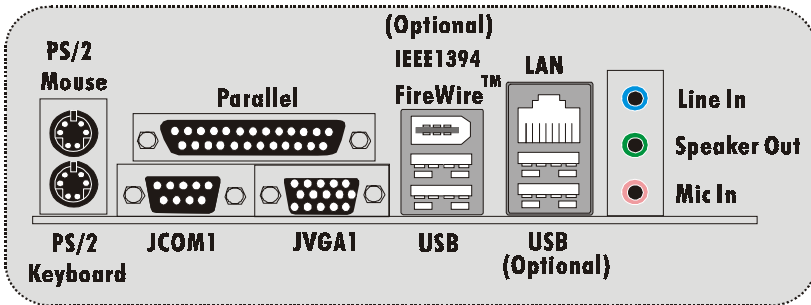 PS/2
Mouse
Parallel
(Optional)
IEEE1394
FireWire™
LAN
Line In
Speaker Out
Mic In
PS/2
Keyboard
JCOM1
JVGA1
USB
USB
(Optional)